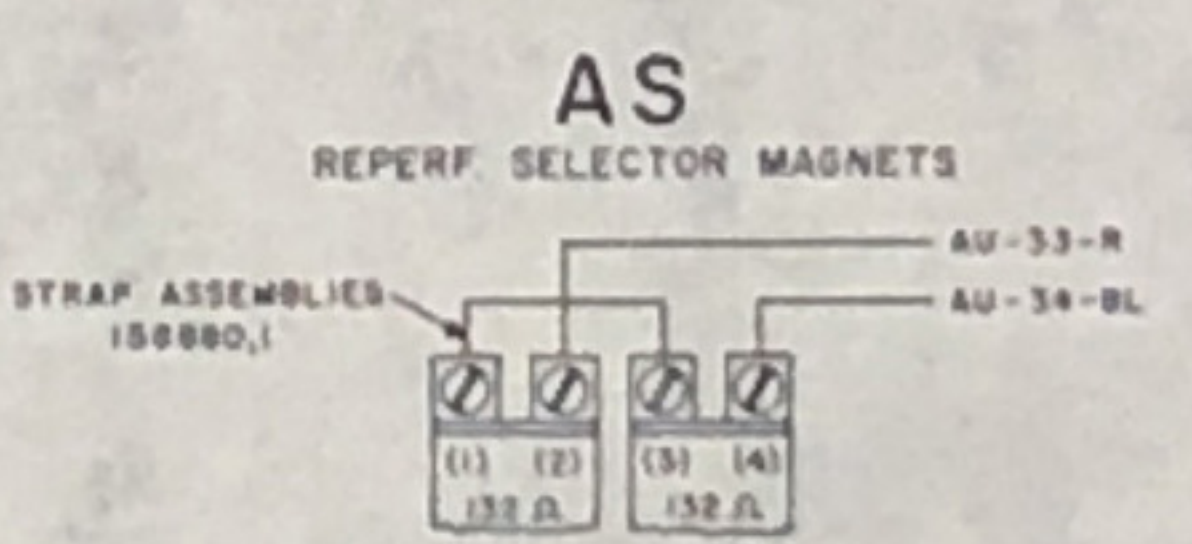 AS
REPERF. SELECTOR MAGNETS
AU-33-R
STRAP ASSEMBLIES
AU-34-BL
(1) (2) (3) (4)
132 Ω 132 Ω